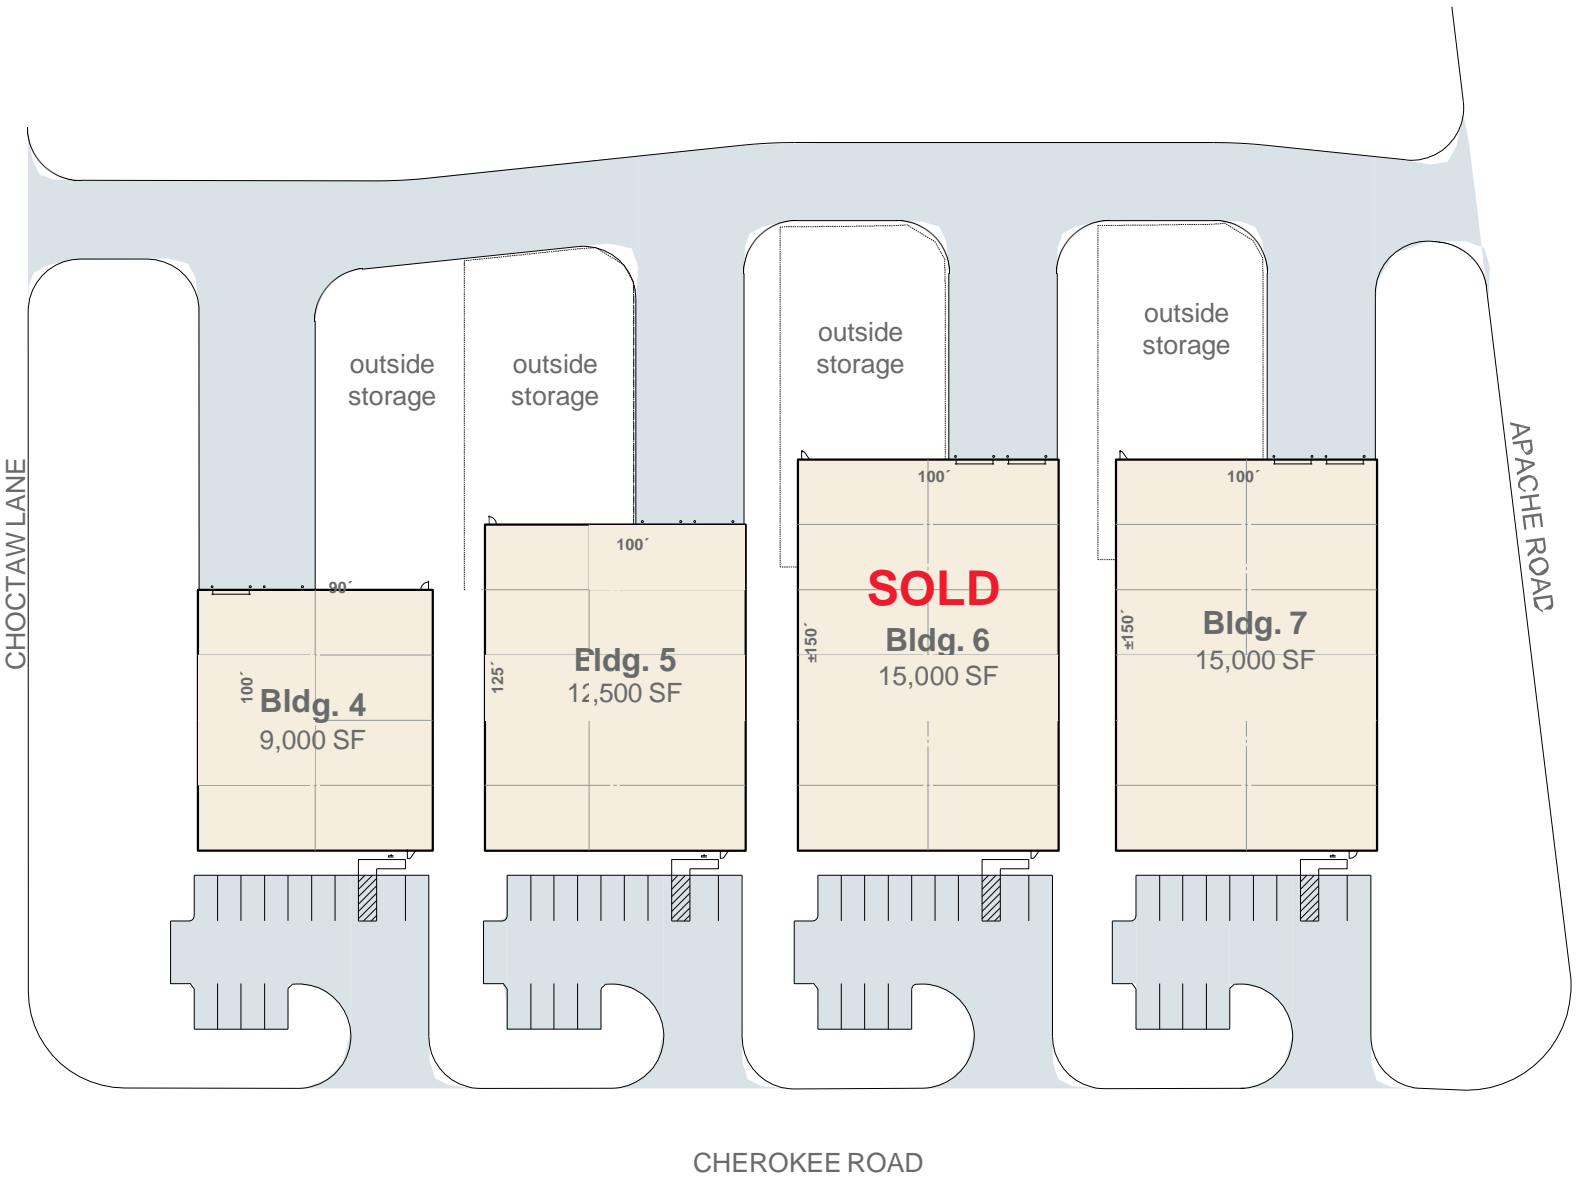 outside
storage
outside
storage
outside
storage
outside
storage
CHOCTAW LANE
APACHE ROAD
90´
100´
Bldg. 4
9,000 SF
100´
125´
Bldg. 5
12,500 SF
100´
SOLD
±150´
Bldg. 6
15,000 SF
100´
±150´
Bldg. 7
15,000 SF
CHEROKEE ROAD